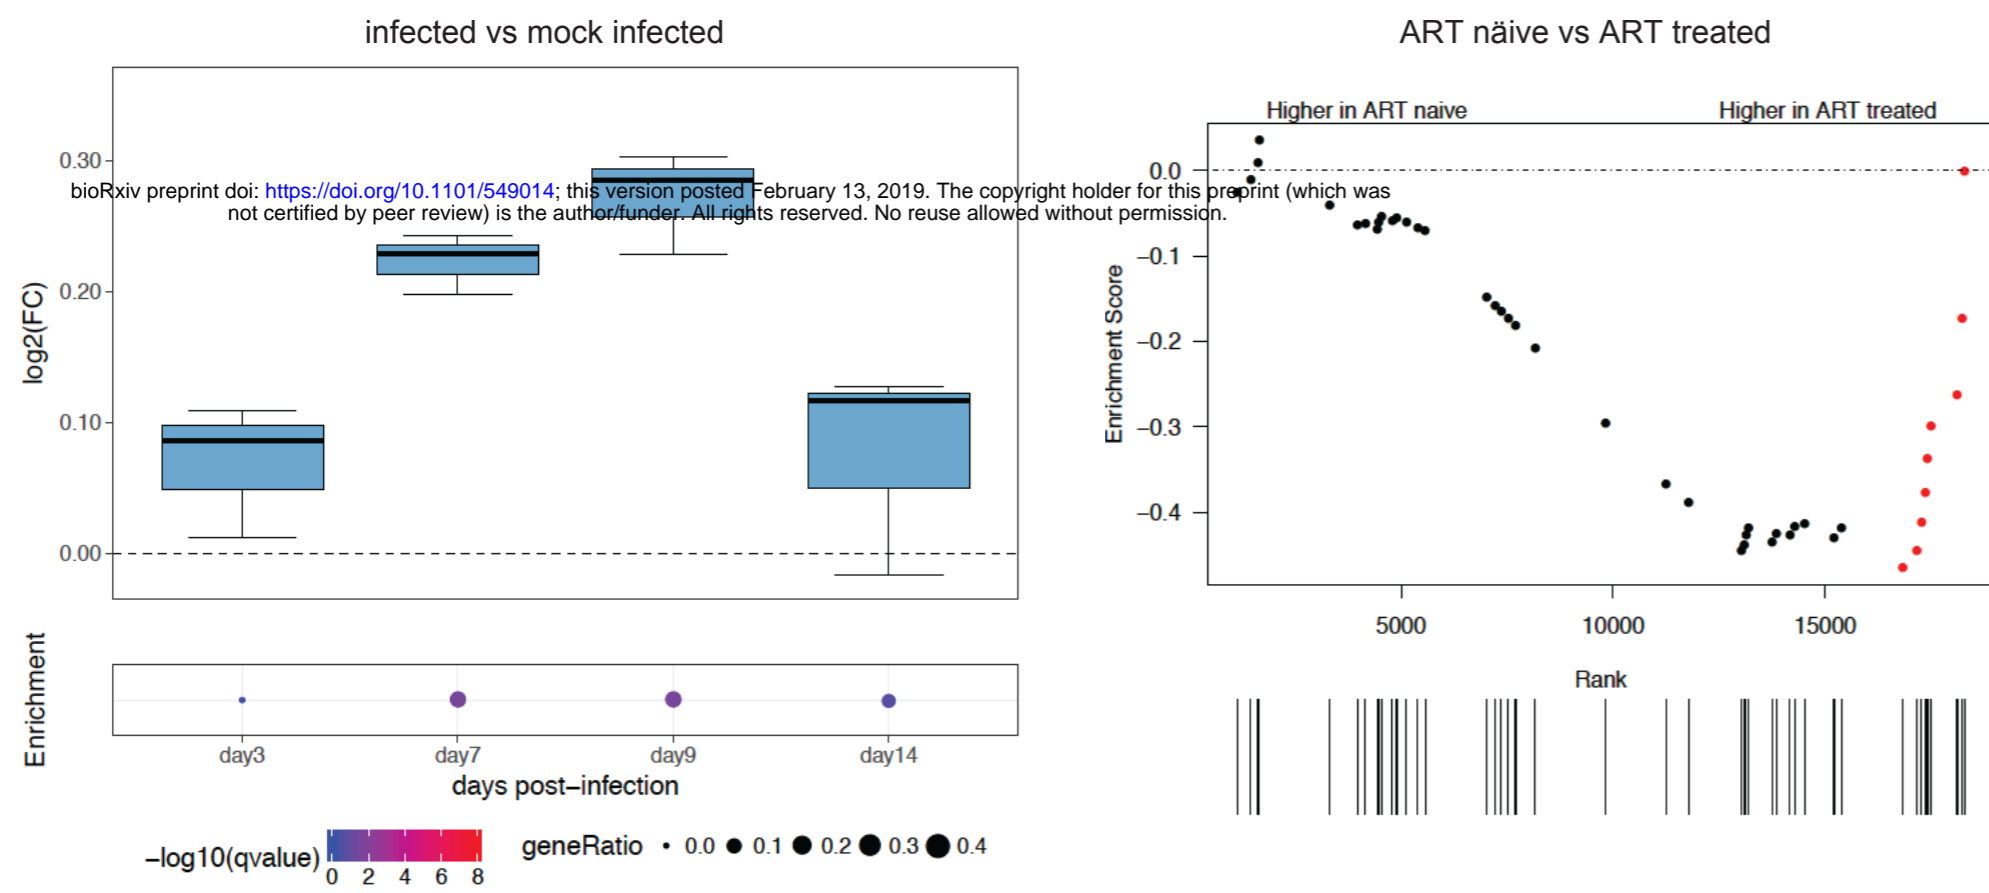 infected vs mock infected
ART näive vs ART treated
Higher in ART naive
Higher in ART treated
bioRxiv preprint doi: https://doi.org/10.1101/549014; this version posted February 13, 2019. The copyright holder for this preprint (which was
not certified by peer review) is the author/funder. All rights reserved. No reuse allowed without permission.
log2(FC)
0.30
0.20
0.10
0.00
Enrichment
day3 day7 day9 day14
days post−infection
−log10(qvalue)
0 2 4 6 8
geneRatio 0.0 0.1 0.2 0.3 0.4
Enrichment Score
0.0
−0.1
−0.2
−0.3
−0.4
5000 10000 15000
Rank